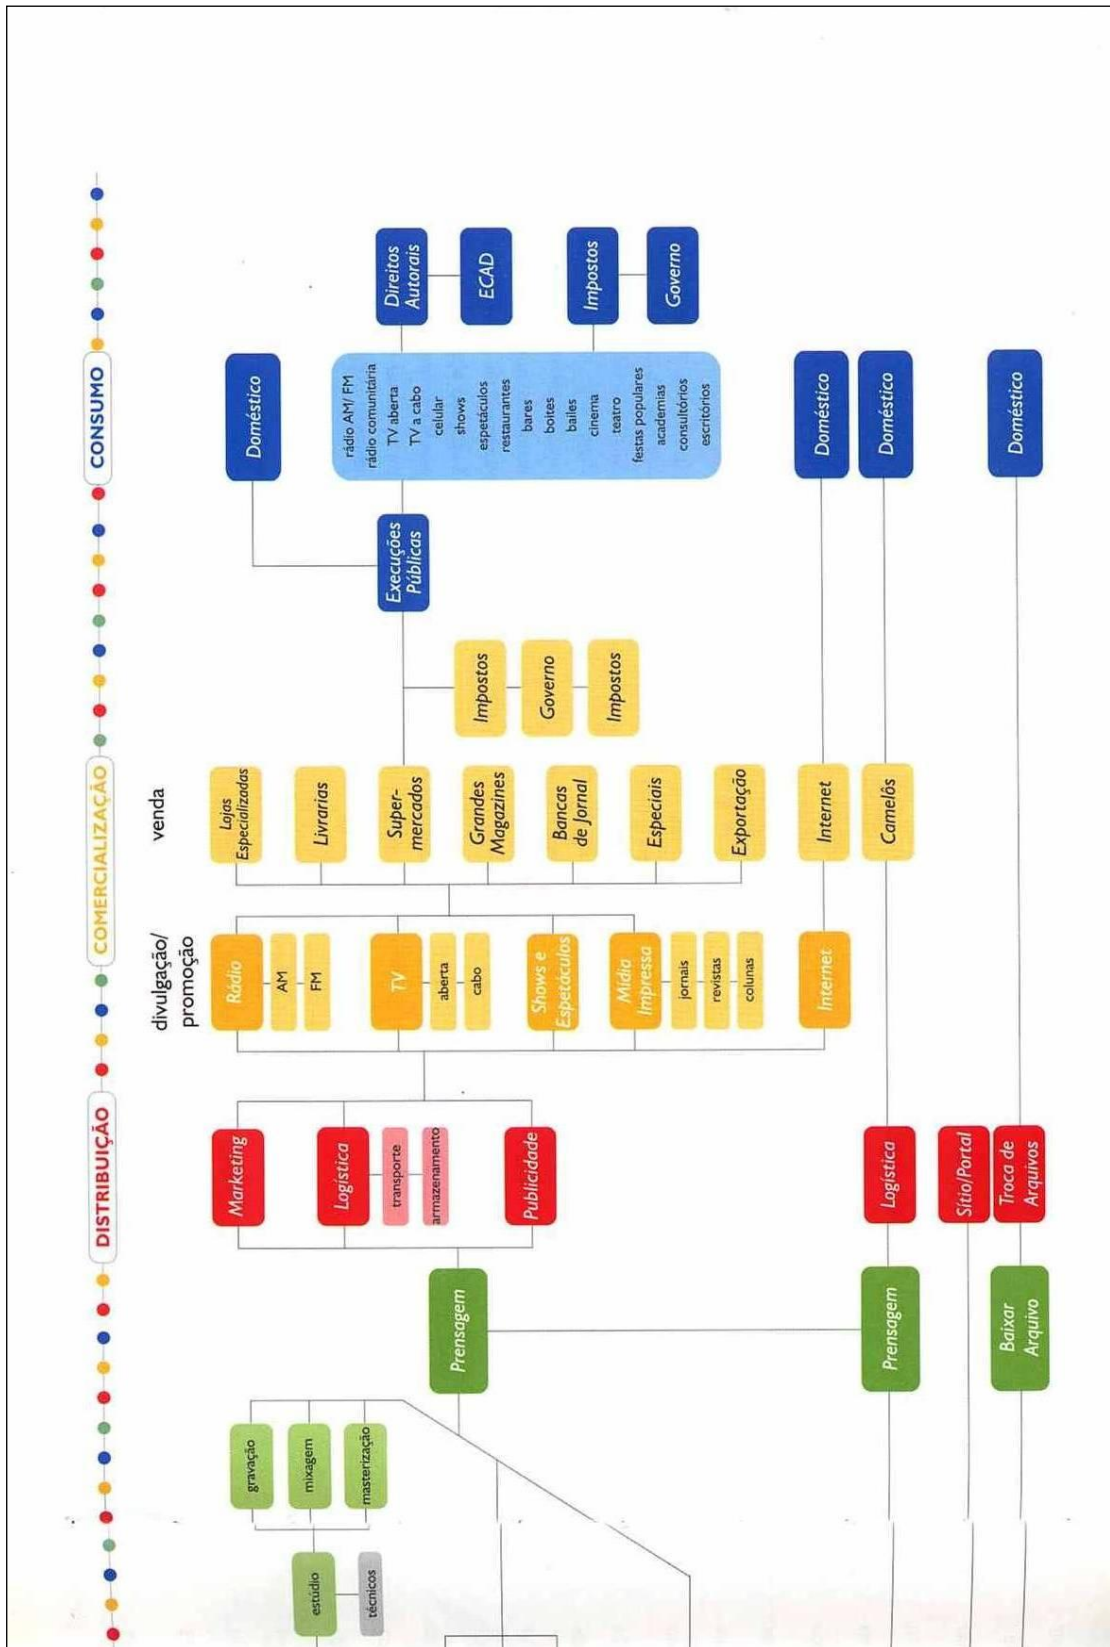 DISTRIBUIÇÃO
COMERCIALIZAÇÃO
CONSUMO
divulgação/
promoção
venda
estúdio
técnicos
gravação
mixagem
masterização
Prensagem
Prensagem
Baixar
Arquivo
Marketing
Logística
transporte
armazenamento
Publicidade
Logística
Sítio/Portal
Troca de
Arquivos
Rádio
AM
FM
TV
aberta
cabo
Shows e
Espetáculos
Mídia
Impressa
jornais
revistas
colunas
Internet
Lojas
Especializadas
Livrarias
Super-
mercados
Grandes
Magazines
Bancas
de Jornal
Especiais
Exportação
Internet
Camelôs
Impostos
Governo
Impostos
Execuções
Públicas
Doméstico
rádio AM/ FM
rádio comunitária
TV aberta
TV a cabo
celular
shows
espetáculos
restaurantes
bares
boites
bailes
cinema
teatro
festas populares
academias
consultórios
escritórios
Doméstico
Doméstico
Doméstico
Direitos
Autorais
ECAD
Impostos
Governo